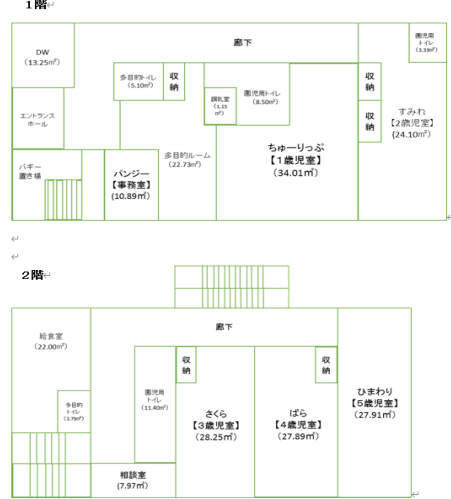 １階
DW
(13.25㎡)
廊下
園児用
トイレ
(3.33㎡)
多目的トイレ
(5.10㎡)
収
納
収
納
調乳室
(1.15
㎡)
園児用トイレ
(8.50㎡)
エントランス
ホール
収
納
すみれ
【２歳児室】
(24.10㎡)
ちゅーりっぷ
【１歳児室】
(34.01㎡)
多目的ルーム
(22.73㎡)
バギー
置き場
パンジー
【事務室】
(10.89㎡)
２階
廊下
給食室
(22.00㎡)
収
納
収
納
園児用
トイレ
(11.40㎡)
多目的
トイレ
(3.79㎡)
さくら
【３歳児室】
(28.25㎡)
ばら
【４歳児室】
(27.89㎡)
ひまわり
【５歳児室】
(27.91㎡)
相談室
(7.97㎡)